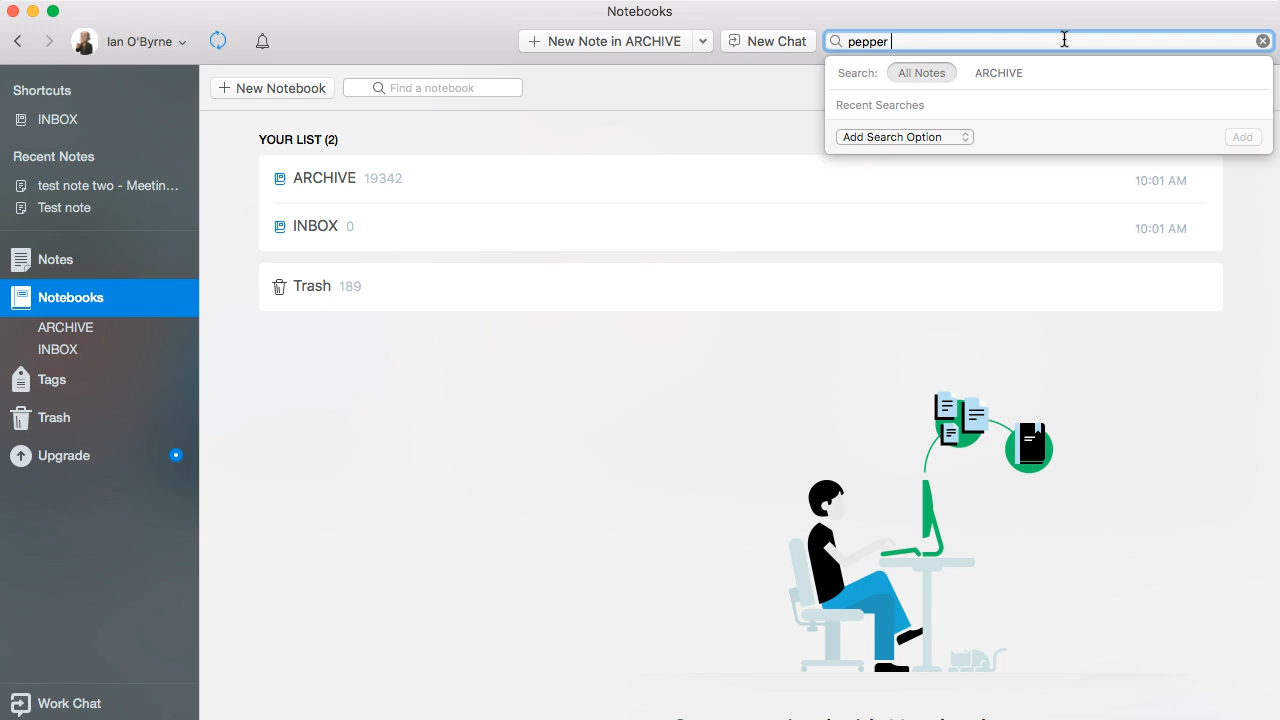 Notebooks
Ian O'Byrne
New Note in ARCHIVE
New Chat
pepper
Search: All Notes ARCHIVE
Recent Searches
Add Search Option
Add
Shortcuts
INBOX
Recent Notes
test note two - Meetin...
Test note
Notes
Notebooks
ARCHIVE
INBOX
Tags
Trash
Upgrade
Work Chat
New Notebook
Find a notebook
YOUR LIST (2)
ARCHIVE 19342 10:01 AM
INBOX 0 10:01 AM
Trash 189